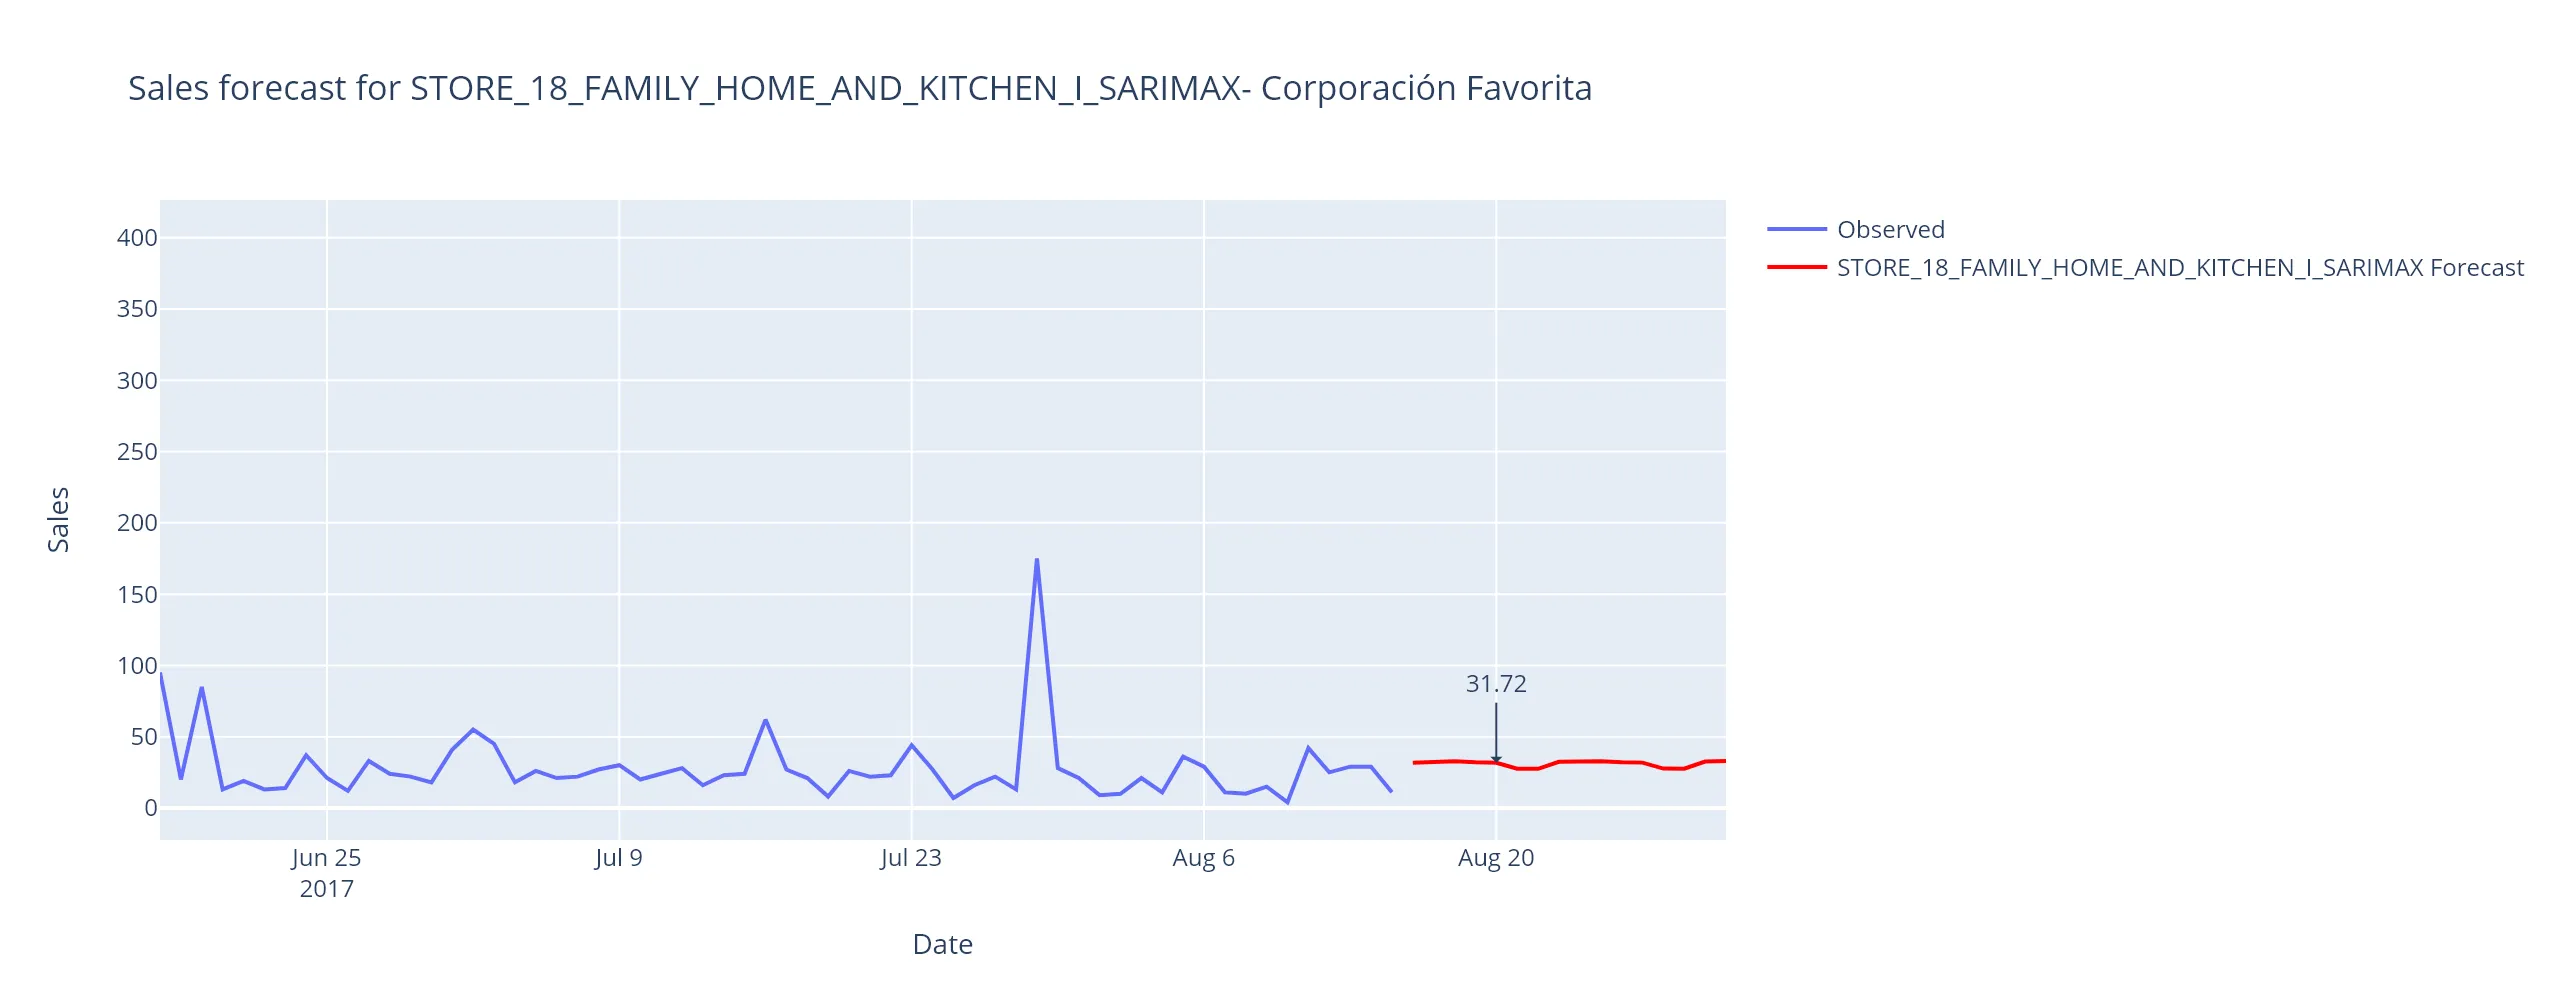 Sales forecast for STORE_18_FAMILY_HOME_AND_KITCHEN_I_SARIMAX- Corporación Favorita
Observed
STORE_18_FAMILY_HOME_AND_KITCHEN_I_SARIMAX Forecast
400
350
300
250
200
150
100
50
0
Sales
31.72
Jun 25
2017
Jul 9
Jul 23
Aug 6
Aug 20
Date